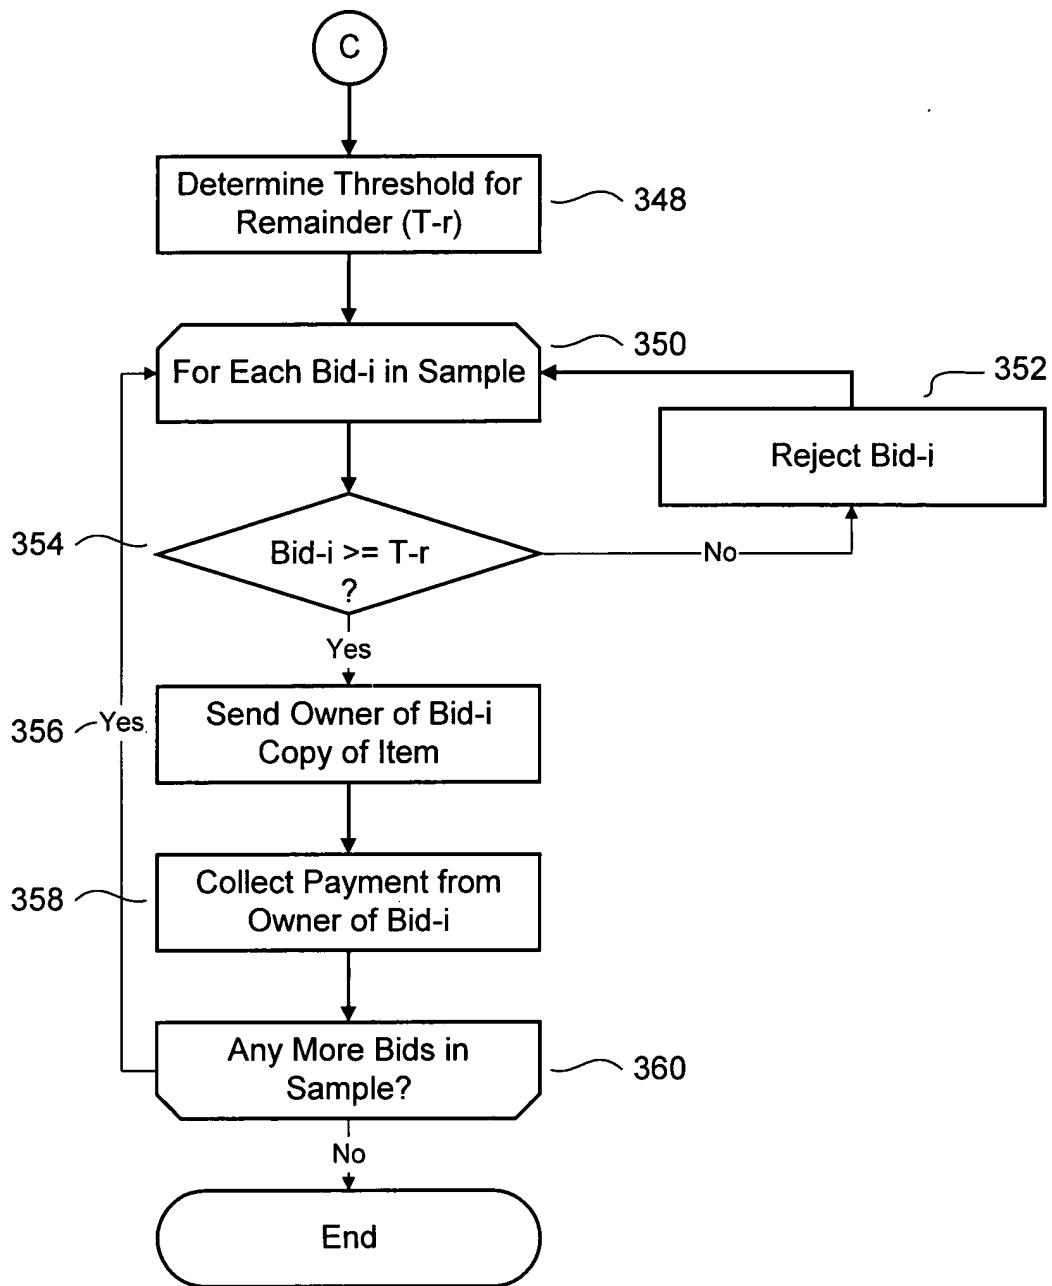 C
Determine Threshold for
Remainder (T-r)
348
For Each Bid-i in Sample
350
352
Reject Bid-i
354
Bid-i >= T-r
?
No
Yes
356
Yes
Send Owner of Bid-i
Copy of Item
358
Collect Payment from
Owner of Bid-i
Any More Bids in
Sample?
360
No
End